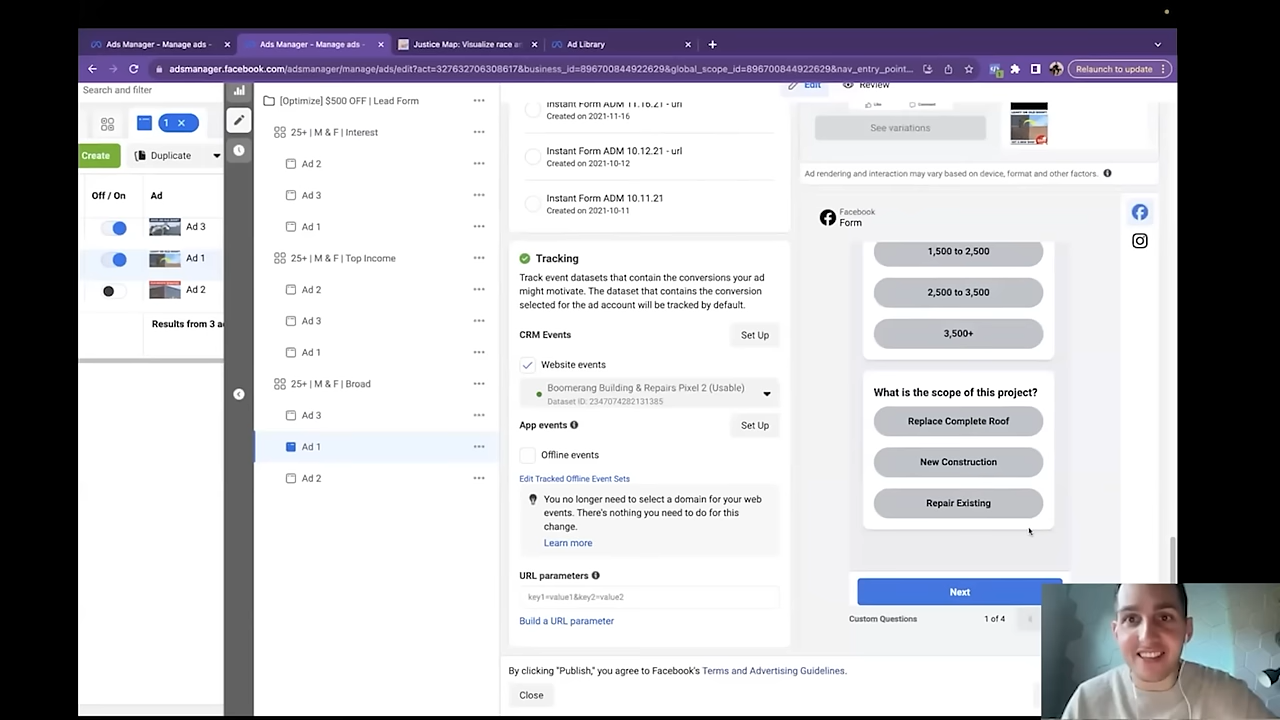 Ads Manager - Manage ads -
Ads Manager - Manage ads -
Justice Map: Visualize race a
Ad Library
adsmanager.facebook.com/adsmanager/manage/ads/edit?act=327632706308617&business_id=896700844922629&global_scope_id=896700844922629&nav_entry_point...
Relaunch to update
Search and filter
1
Create
Duplicate
Off / On
Ad
Ad 3
Ad 1
Ad 2
Results from 3 a
[Optimize] $500 OFF | Lead Form
25+ | M & F | Interest
Ad 2
Ad 3
Ad 1
25+ | M & F | Top Income
Ad 2
Ad 3
Ad 1
25+ | M & F | Broad
Ad 3
Ad 1
Ad 2
Instant Form ADM 11.16.21 - url
Created on 2021-11-16
Instant Form ADM 10.12.21 - url
Created on 2021-10-12
Instant Form ADM 10.11.21
Created on 2021-10-11
Tracking
Track event datasets that contain the conversions your ad
might motivate. The dataset that contains the conversion
selected for the ad account will be tracked by default.
CRM Events
Set Up
Website events
Boomerang Building & Repairs Pixel 2 (Usable)
Dataset ID: 2347074282131385
App events
Set Up
Offline events
Edit Tracked Offline Event Sets
You no longer need to select a domain for your web
events. There's nothing you need to do for this
change.
Learn more
URL parameters
key1=value1&key2=value2
Build a URL parameter
By clicking "Publish," you agree to Facebook's Terms and Advertising Guidelines.
Close
Edit
Review
Like
Comment
See variations
Ad rendering and interaction may vary based on device, format and other factors.
Facebook
Form
1,500 to 2,500
2,500 to 3,500
3,500+
What is the scope of this project?
Replace Complete Roof
New Construction
Repair Existing
Next
Custom Questions
1 of 4